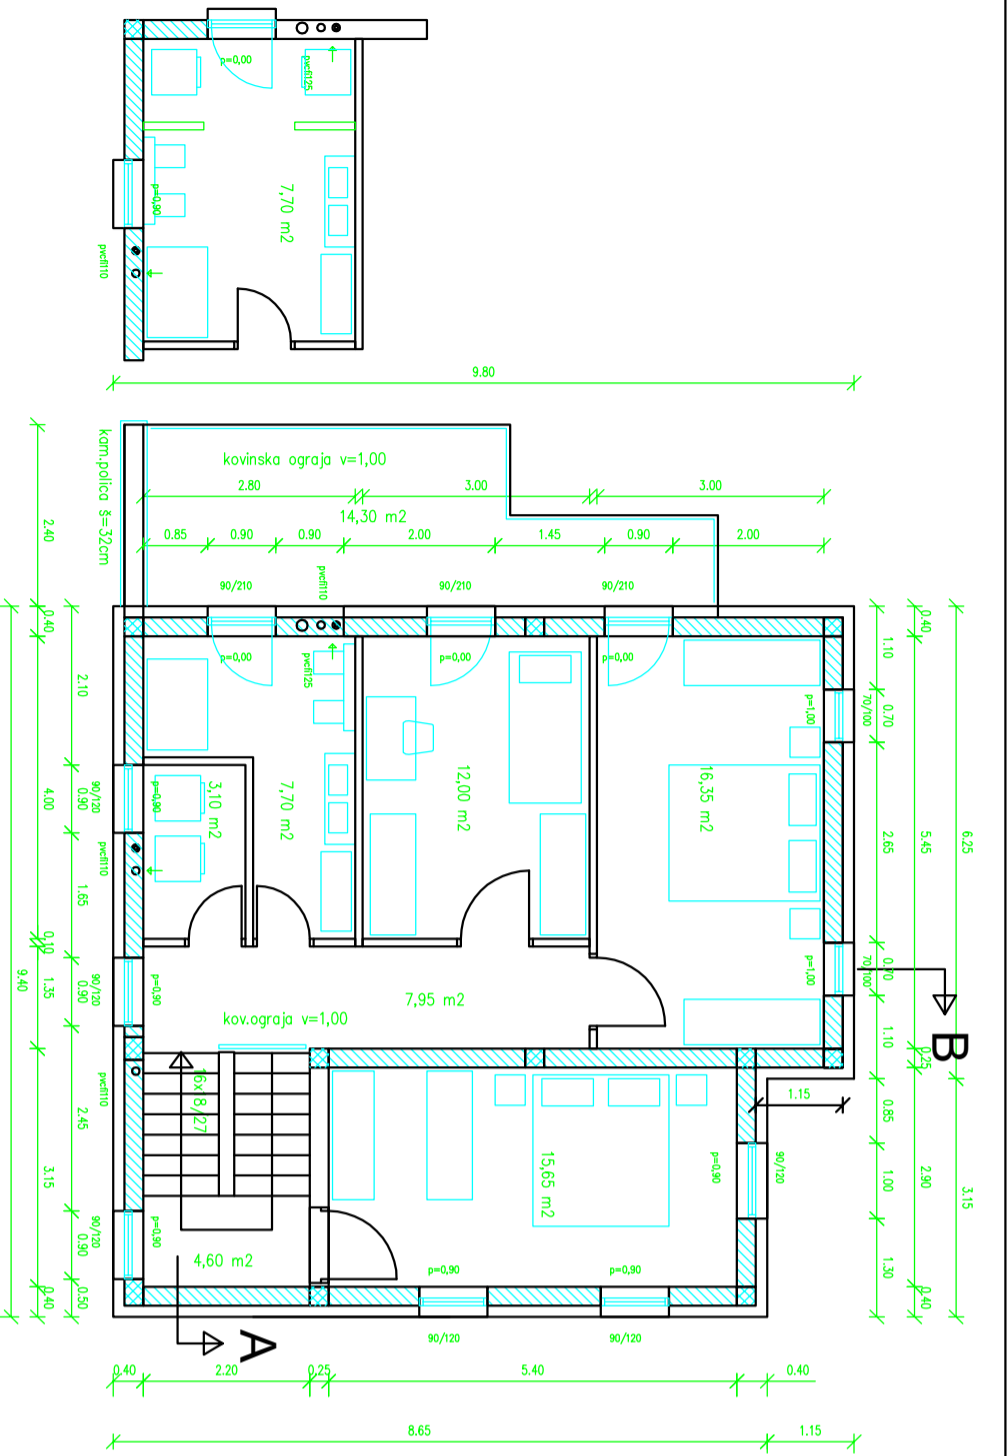 p=0,00
pvcfi125
7,70 m2
p=0,90
pvcfi110
9.80
kovinska ograja v=1,00
2.80
3.00
3.00
14,30 m2
0.85
0.90
0.90
2.00
1.45
0.90
2.00
kam.polica š=32cm
2.40
90/210
pvcfi110
90/210
90/210
0.40
0.40
1.10
p=0,00
pvcfi125
p=0,00
p=0,00
2.10
p=1,00
70/100
0.70
90/120
0.90
p=0,90
3,10 m2
7,70 m2
12,00 m2
16,35 m2
4.00
2.65
5.45
6.25
pvcfi110
1.65
0.10
9.40
1.35
90/120
0.90
p=0,90
7,95 m2
kov.ograja v=1,00
p=1,00
70/100
0.70
1.10
0.25
B
pvcfi110
16x18/27
2.45
3.15
1.15
0.85
15,65 m2
p=0,90
90/120
1.00
2.90
3.15
90/120
0.90
p=0,90
4,60 m2
p=0,90
p=0,90
1.30
0.50
0.40
0.40
A
90/120
90/120
0.40
2.20
0.25
5.40
0.40
8.65
1.15